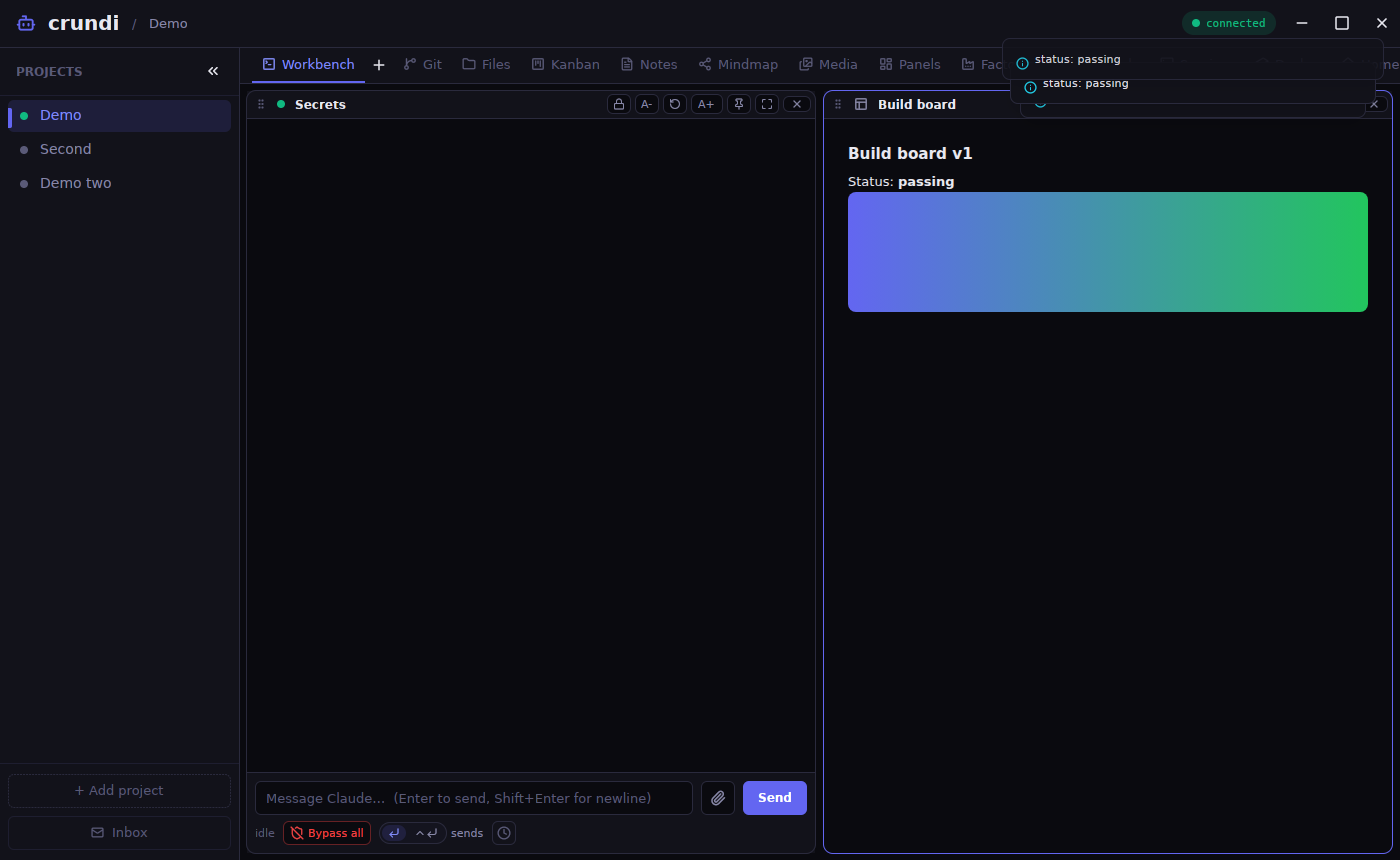 crundi / Demo
connected
PROJECTS
Workbench
Git
Files
Kanban
Notes
Mindmap
Media
Panels
status: passing
status: passing
Demo
Second
Demo two
Secrets
A-
A+
Build board
Build board v1
Status: passing
+ Add project
Inbox
Message Claude… (Enter to send, Shift+Enter for newline)
Send
idle
Bypass all
sends